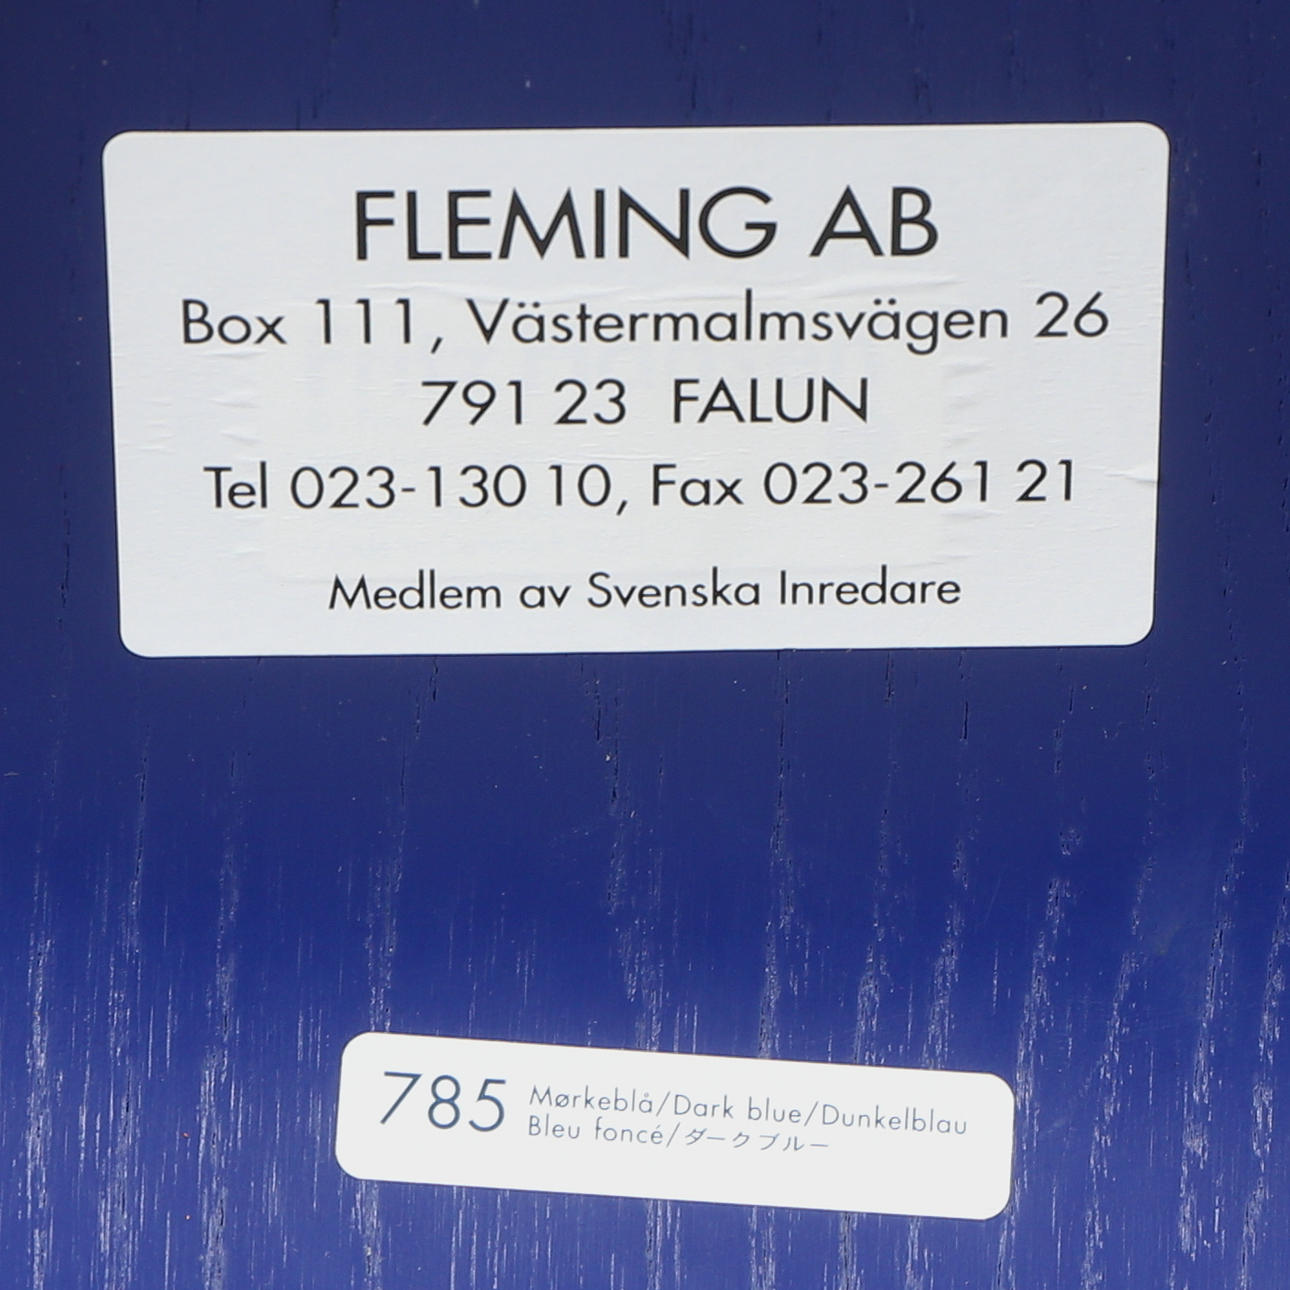 FLEMING AB
Box 111, Västermalmsvägen 26
791 23 FALUN
Tel 023-130 10, Fax 023-261 21
Medlem av Svenska Inredare
785 Mørkeblå/Dark blue/Dunkelblau
Bleu foncé/ダークブルー